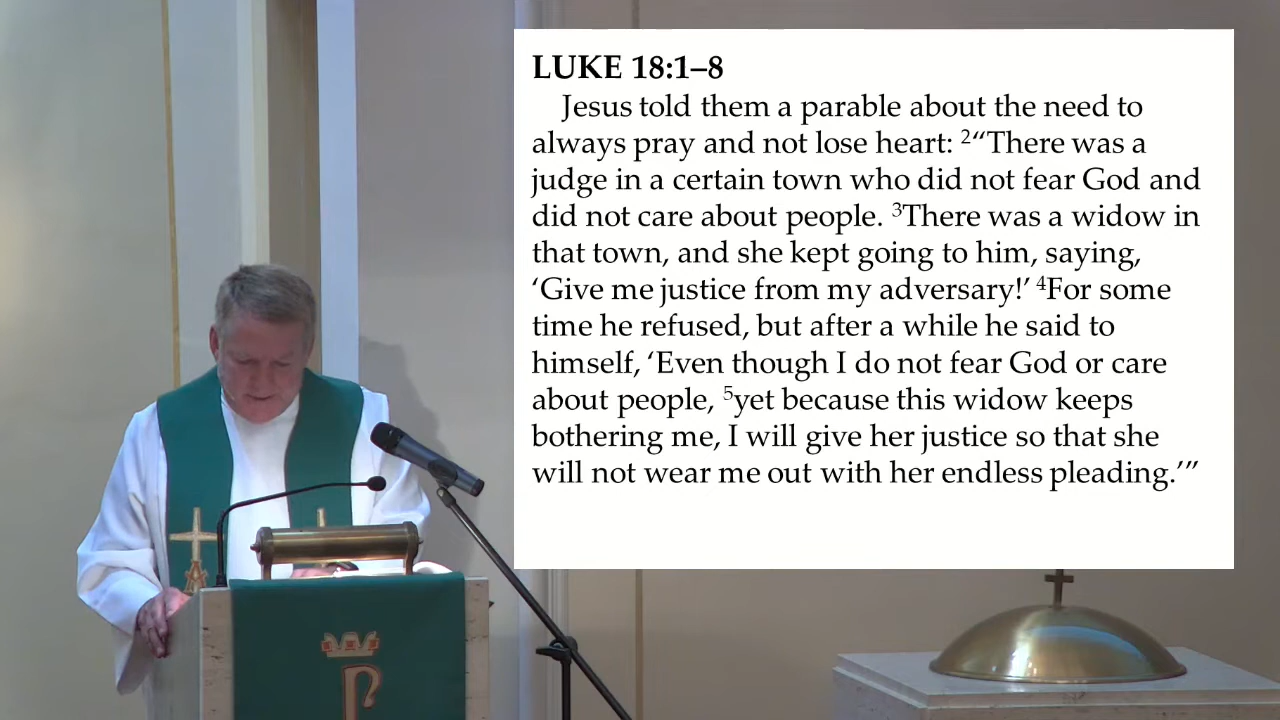 LUKE 18:1–8
Jesus told them a parable about the need to
always pray and not lose heart: ²“There was a
judge in a certain town who did not fear God and
did not care about people. ³There was a widow in
that town, and she kept going to him, saying,
‘Give me justice from my adversary!’ ⁴For some
time he refused, but after a while he said to
himself, ‘Even though I do not fear God or care
about people, ⁵yet because this widow keeps
bothering me, I will give her justice so that she
will not wear me out with her endless pleading.’”